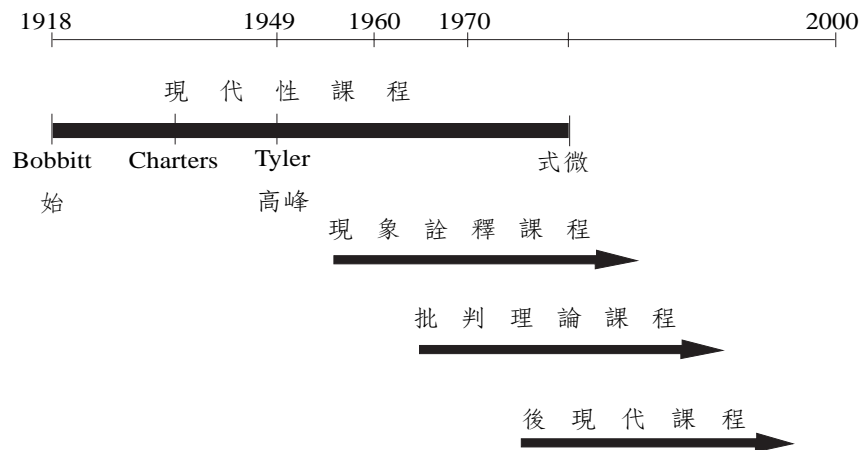 1918 1949 1960 1970 2000
現代性課程
Bobbitt Charters Tyler 式微
始 高峰
現象詮釋課程
批判理論課程
後現代課程